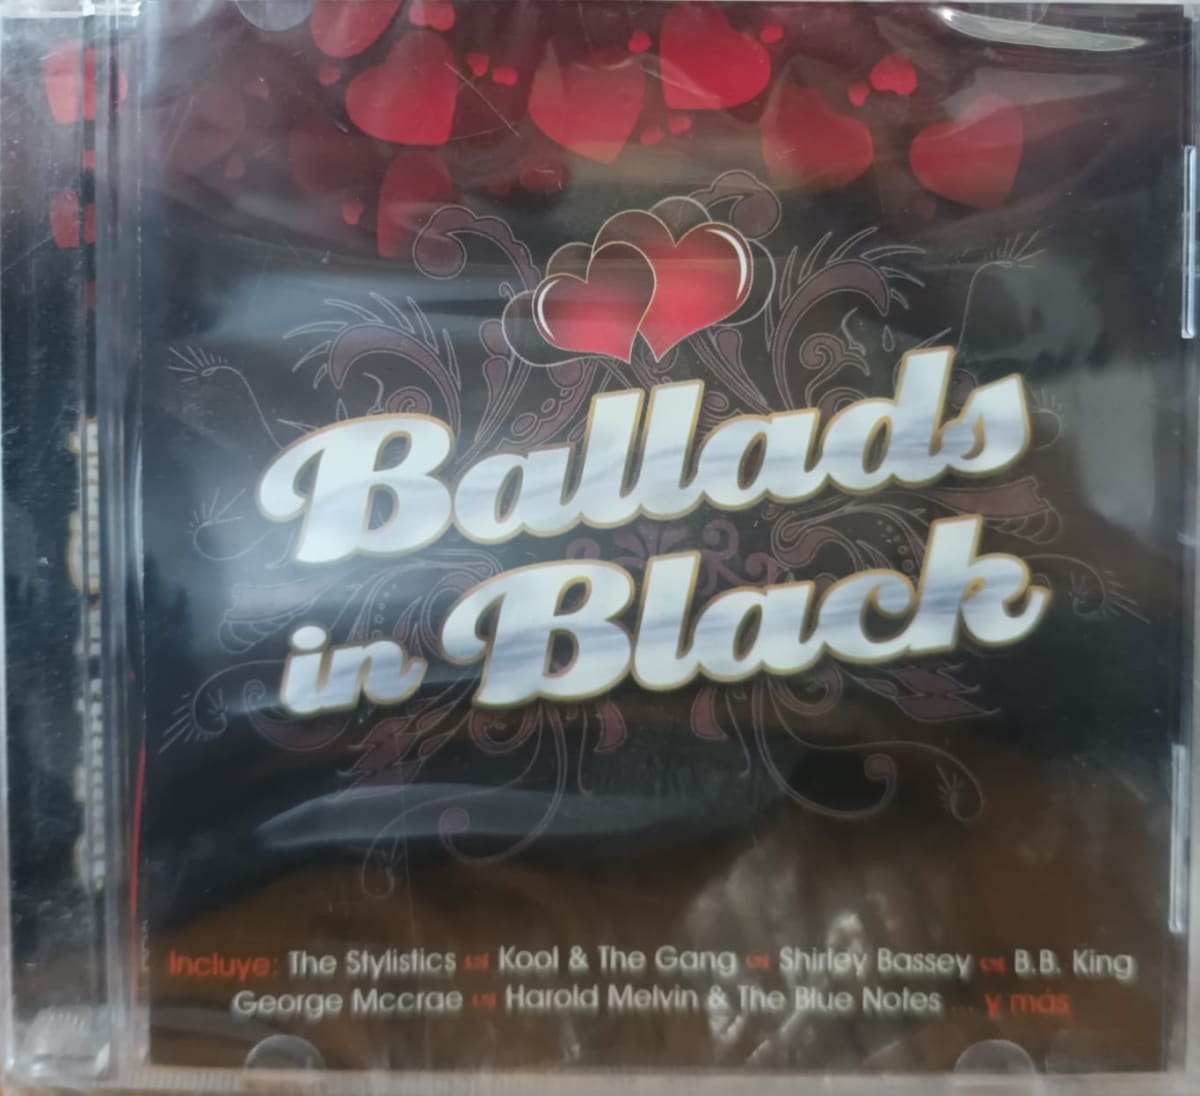 Ballads
in Black
Incluye: The Stylistics Kool & The Gang Shirley Bassey B.B. King
George Mccrae Harold Melvin & The Blue Notes ... y más